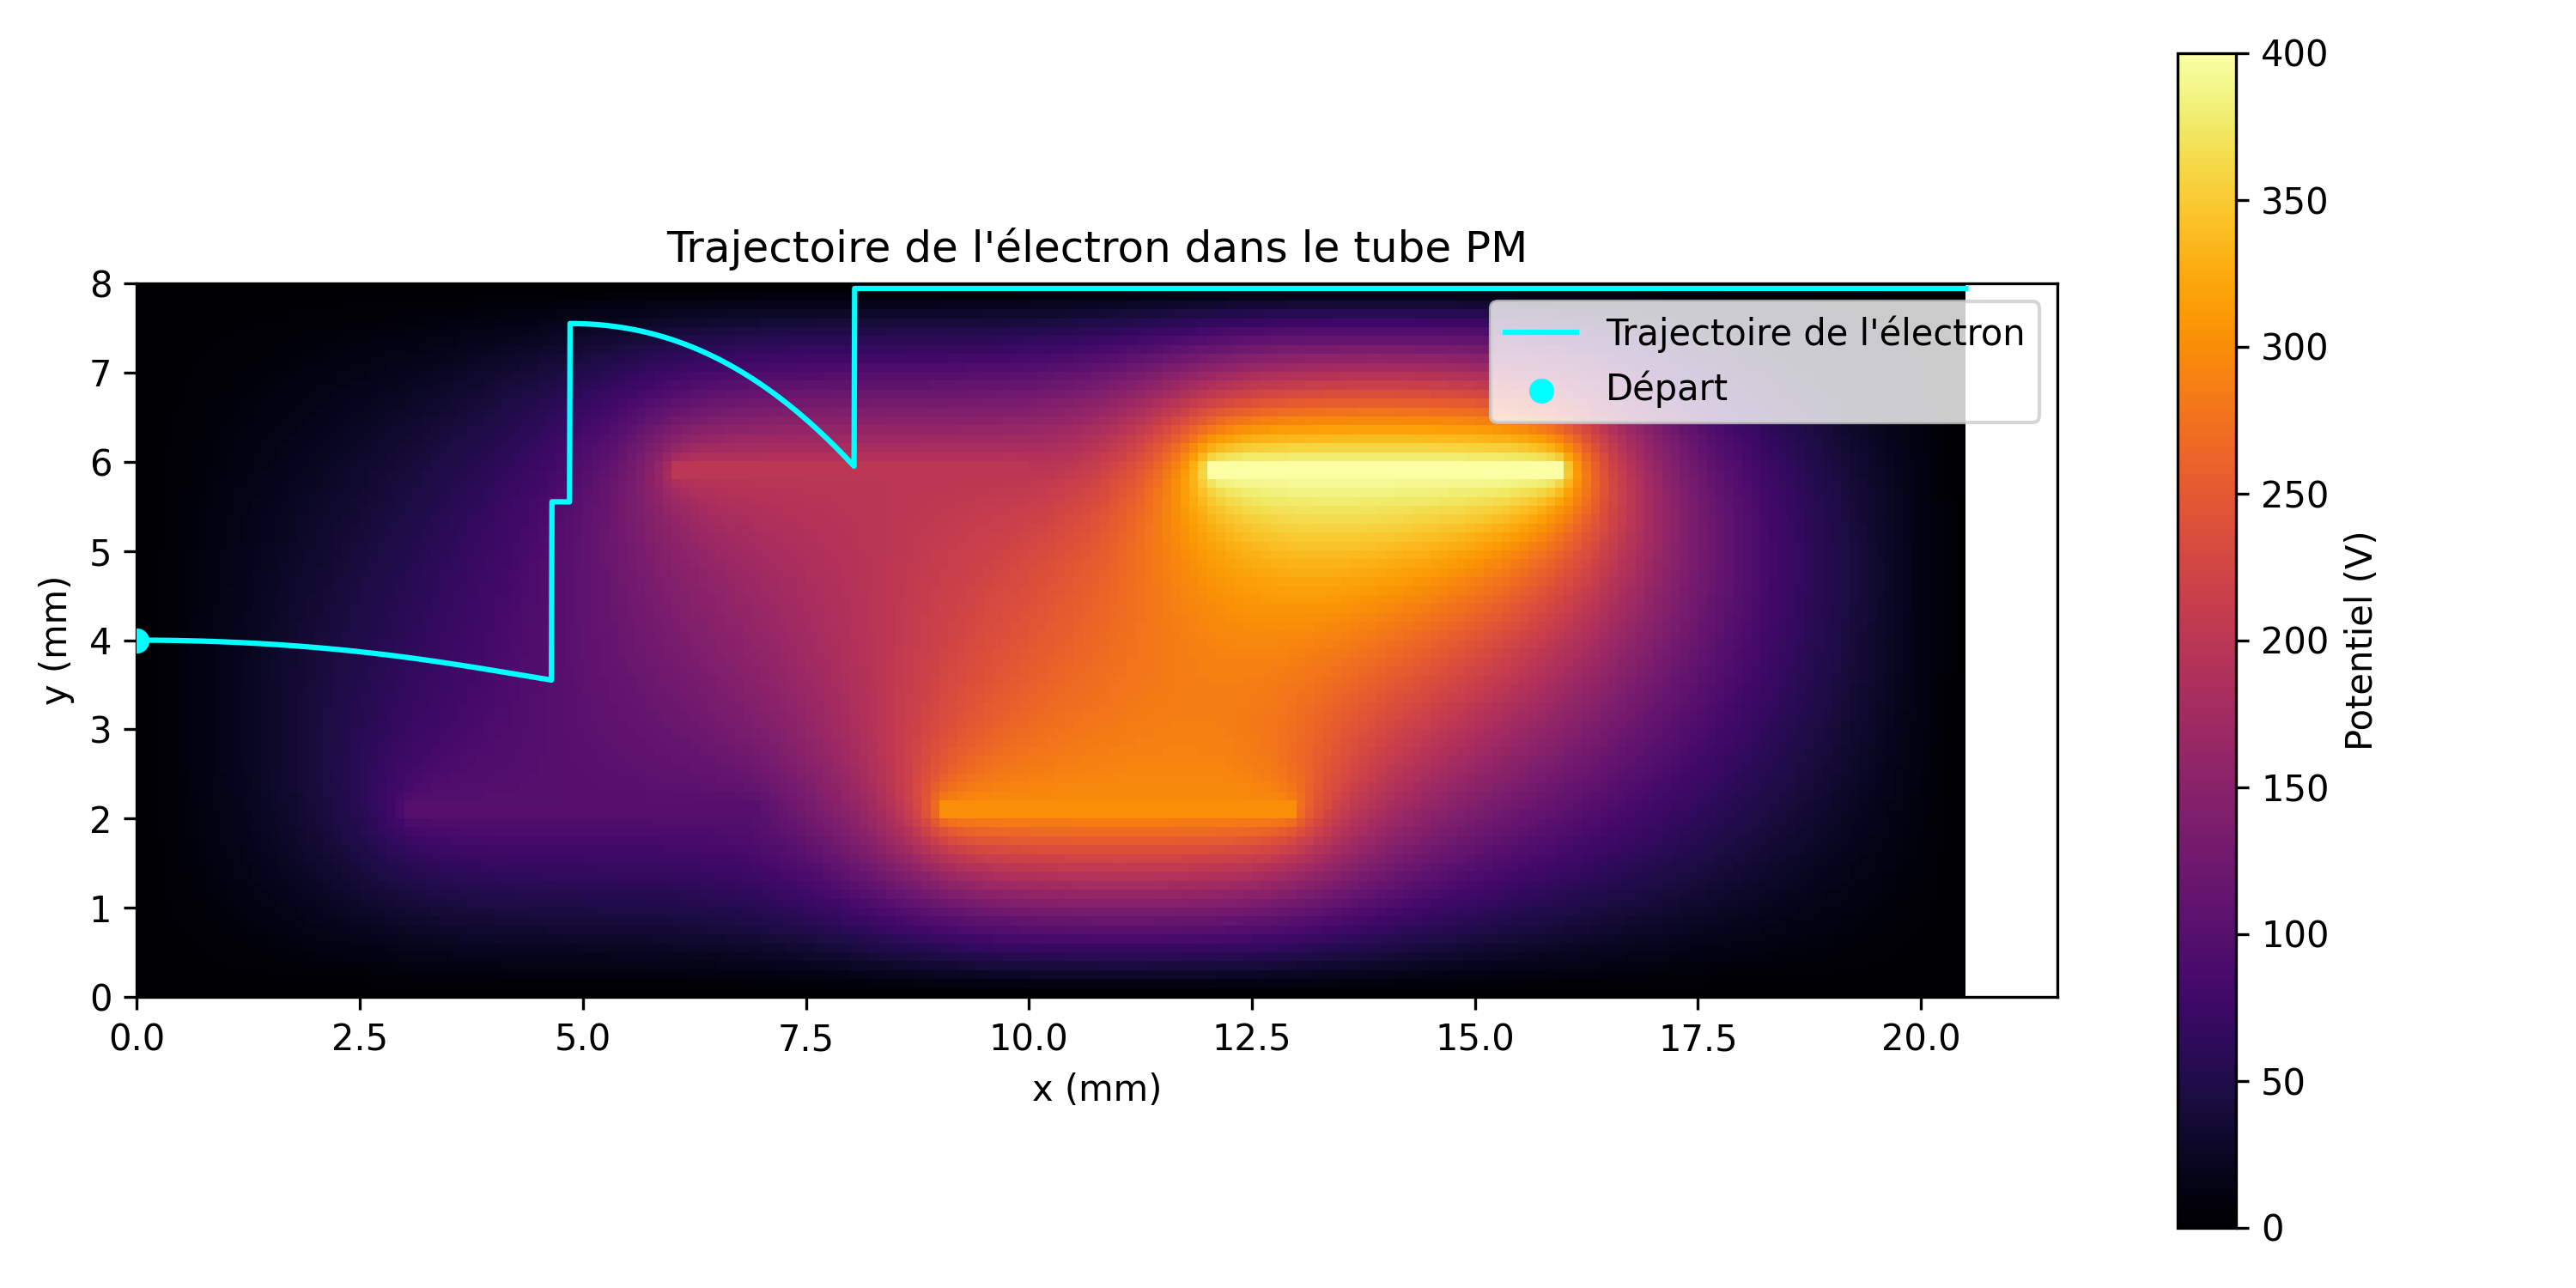 Trajectoire de l'électron dans le tube PM
8
7
6
5
4
3
2
1
0
y (mm)
0.0 2.5 5.0 7.5 10.0 12.5 15.0 17.5 20.0
x (mm)
Trajectoire de l'électron
Départ
400
350
300
250
200
150
100
50
0
Potentiel (V)